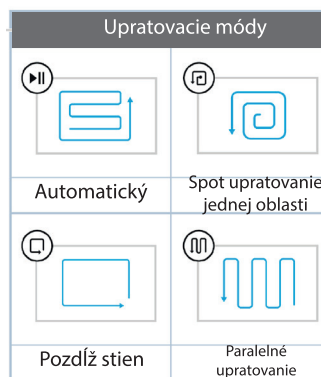 Upratovacie módy
Automatický
Spot upratovanie
jednej oblasti
Pozdĺž stien
Paralelné
upratovanie